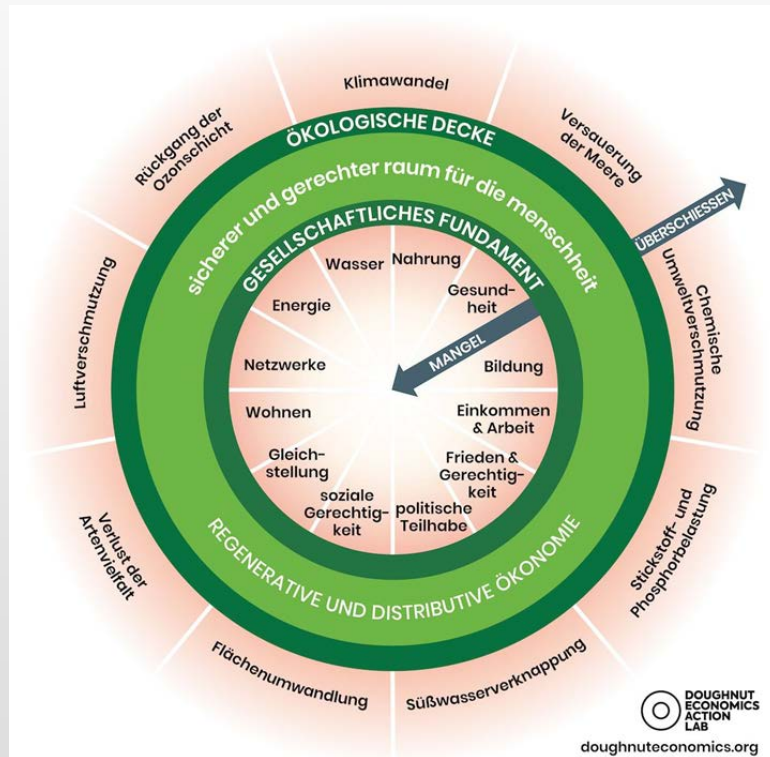 Klimawandel
Versauerung
der Meere
Chemische
Umweltverschmutzung
Stickstoff- und
Phosphorbelastung
Süßwasserverknappung
Flächenumwandlung
Verlust der
Artenvielfalt
Luftverschmutzung
Rückgang der
Ozonschicht
ÜBERSCHIESSEN
ÖKOLOGISCHE DECKE
sicherer und gerechter raum für die menschheit
GESELLSCHAFTLICHES FUNDAMENT
Wasser
Nahrung
Gesund-
heit
MANGEL
Bildung
Einkommen
& Arbeit
Frieden &
Gerechtig-
keit
politische
Teilhabe
soziale
Gerechtig-
keit
Gleich-
stellung
Wohnen
Netzwerke
Energie
REGENERATIVE UND DISTRIBUTIVE ÖKONOMIE
DOUGHNUT
ECONOMICS
ACTION
LAB
doughnuteconomics.org